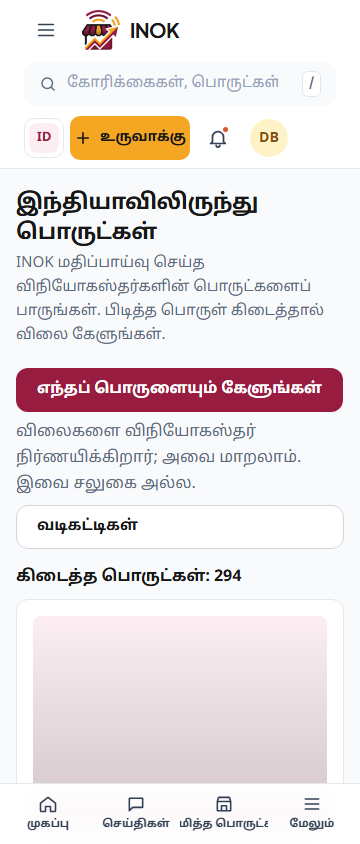 INOK
கோரிக்கைகள், பொருட்கள்
/
ID
+ உருவாக்கு
DB
இந்தியாவிலிருந்து
பொருட்கள்
INOK மதிப்பாய்வு செய்த
விநியோகஸ்தர்களின் பொருட்களைப்
பாருங்கள். பிடித்த பொருள் கிடைத்தால்
விலை கேளுங்கள்.
எந்தப் பொருளையும் கேளுங்கள்
விலைகளை விநியோகஸ்தர்
நிர்ணயிக்கிறார்; அவை மாறலாம்.
இவை சலுகை அல்ல.
வடிகட்டிகள்
கிடைத்த பொருட்கள்: 294
முகப்பு
செய்திகள்
மேலும்